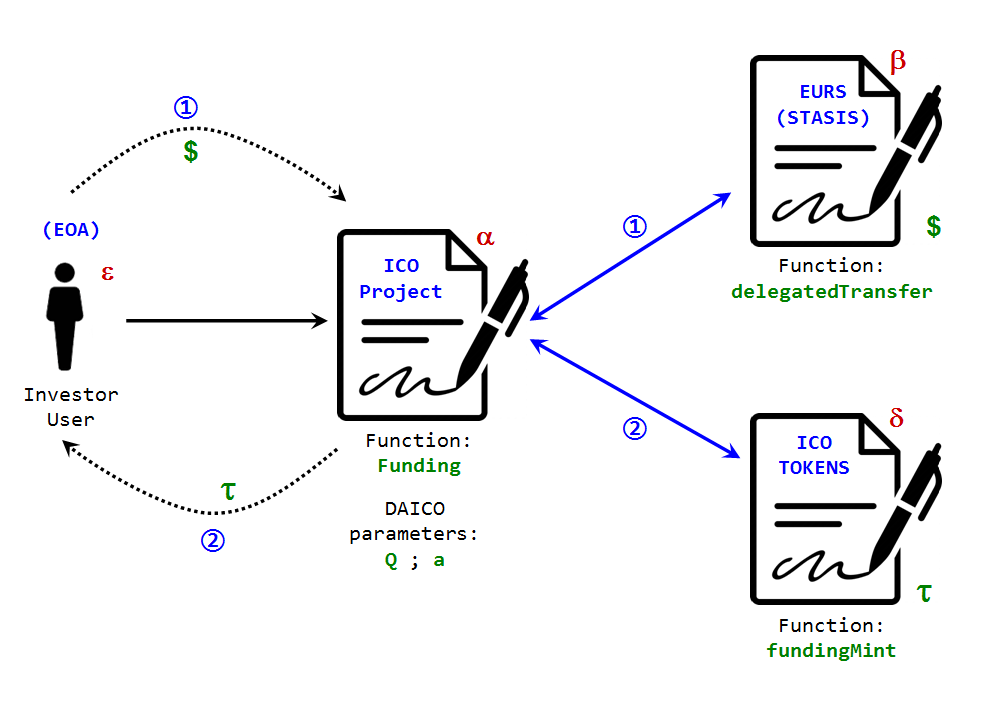 ①
$
(EOA)
ε
Investor
User
τ
②
α
ICO
Project
Function:
Funding
DAICO
parameters:
Q ; a
①
②
β
EURS
(STASIS)
$
Function:
delegatedTransfer
δ
ICO
TOKENS
τ
Function:
fundingMint